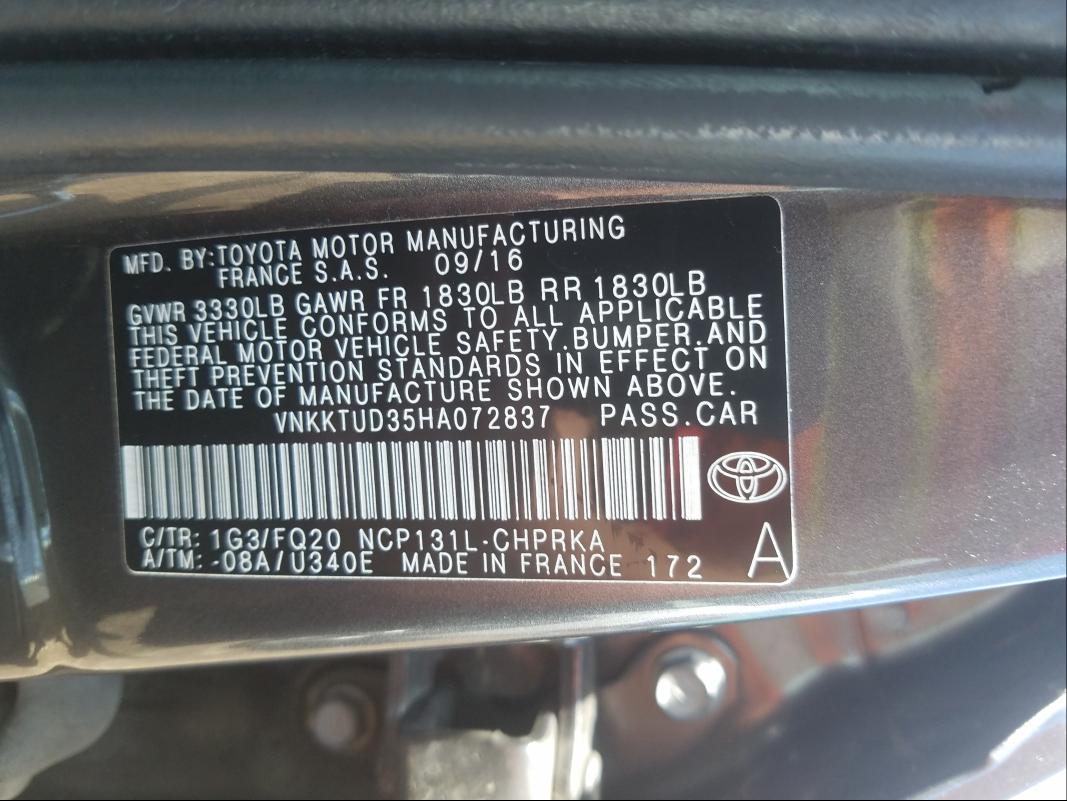 MFD. BY:TOYOTA MOTOR MANUFACTURING
FRANCE S.A.S. 09/16
GVWR 3330LB GAWR FR 1830LB RR 1830LB
THIS VEHICLE CONFORMS TO ALL APPLICABLE
FEDERAL MOTOR VEHICLE SAFETY.BUMPER.AND
THEFT PREVENTION STANDARDS IN EFFECT ON
THE DATE OF MANUFACTURE SHOWN ABOVE.
VNKKTUD35HA072837 PASS.CAR
C/TR: 1G3/FQ20 NCP131L-CHPRKA
A/TM: -08A/U340E MADE IN FRANCE 172
A